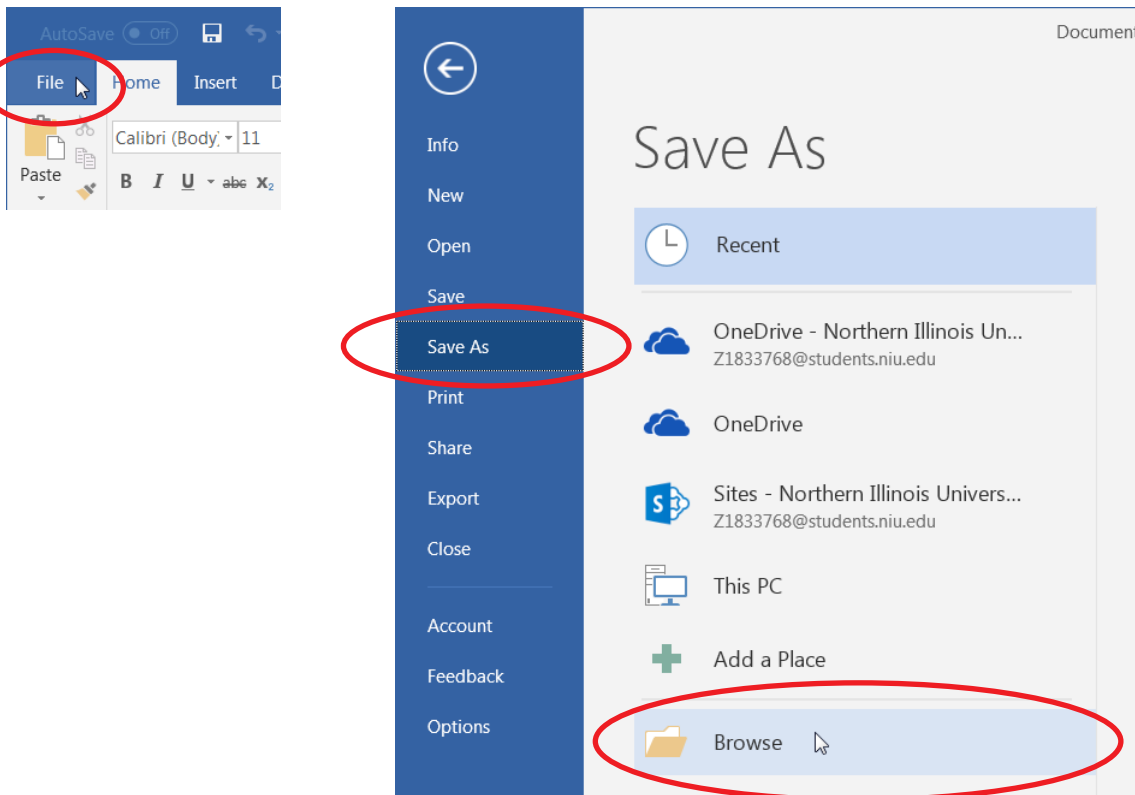 AutoSave Off
File Home Insert D
Calibri (Body) 11
Paste
B I U abc X₂
Document
Save As
Info
New
Open
Save
Save As
Print
Share
Export
Close
Account
Feedback
Options
Recent
OneDrive - Northern Illinois Un...
Z1833768@students.niu.edu
OneDrive
Sites - Northern Illinois Univers...
Z1833768@students.niu.edu
This PC
Add a Place
Browse